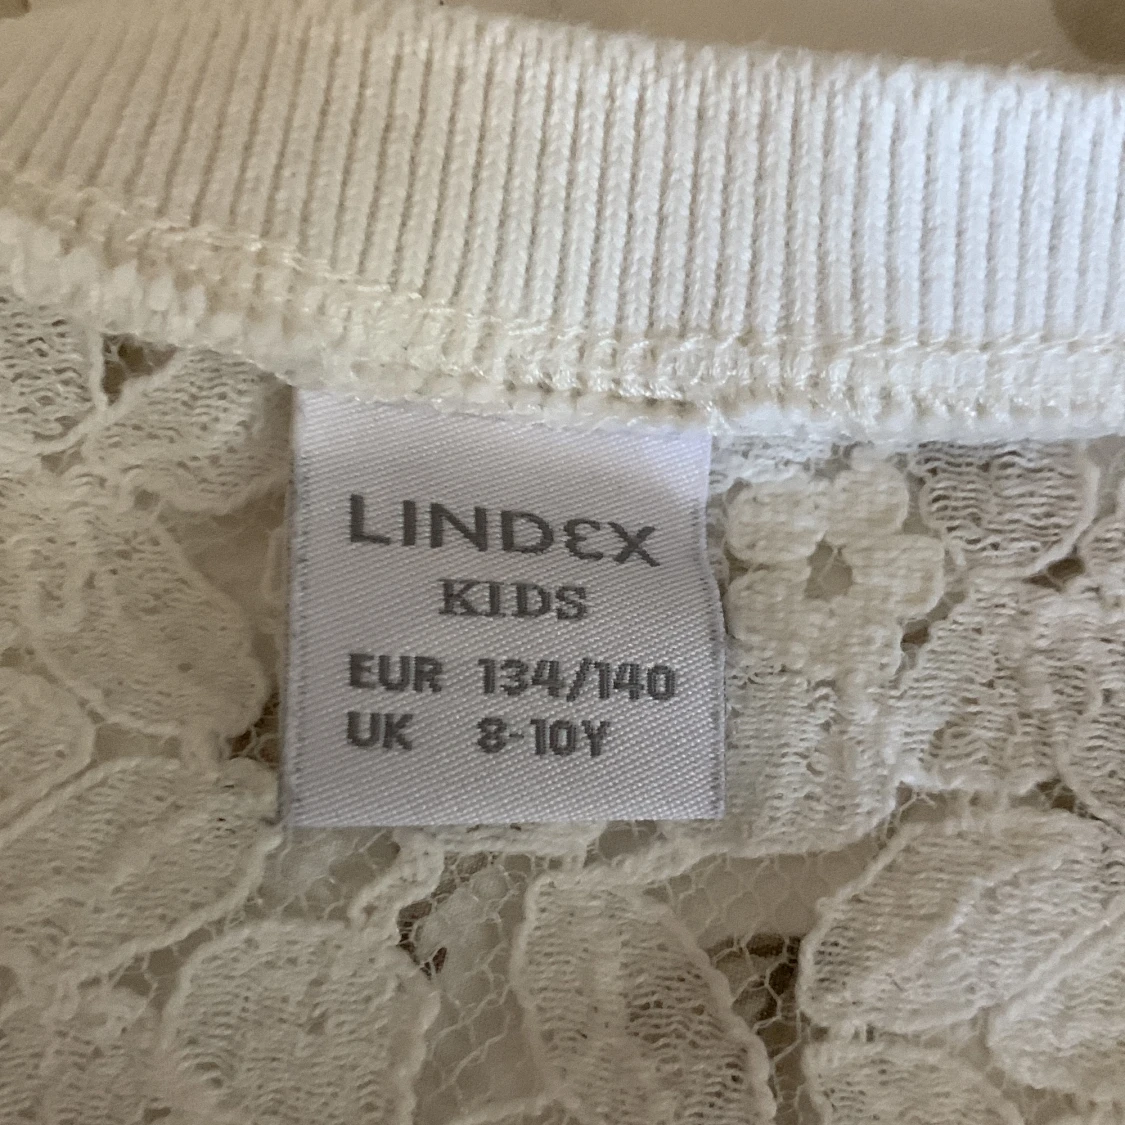 LINDEX
KIDS
EUR 134/140
UK 8-10Y